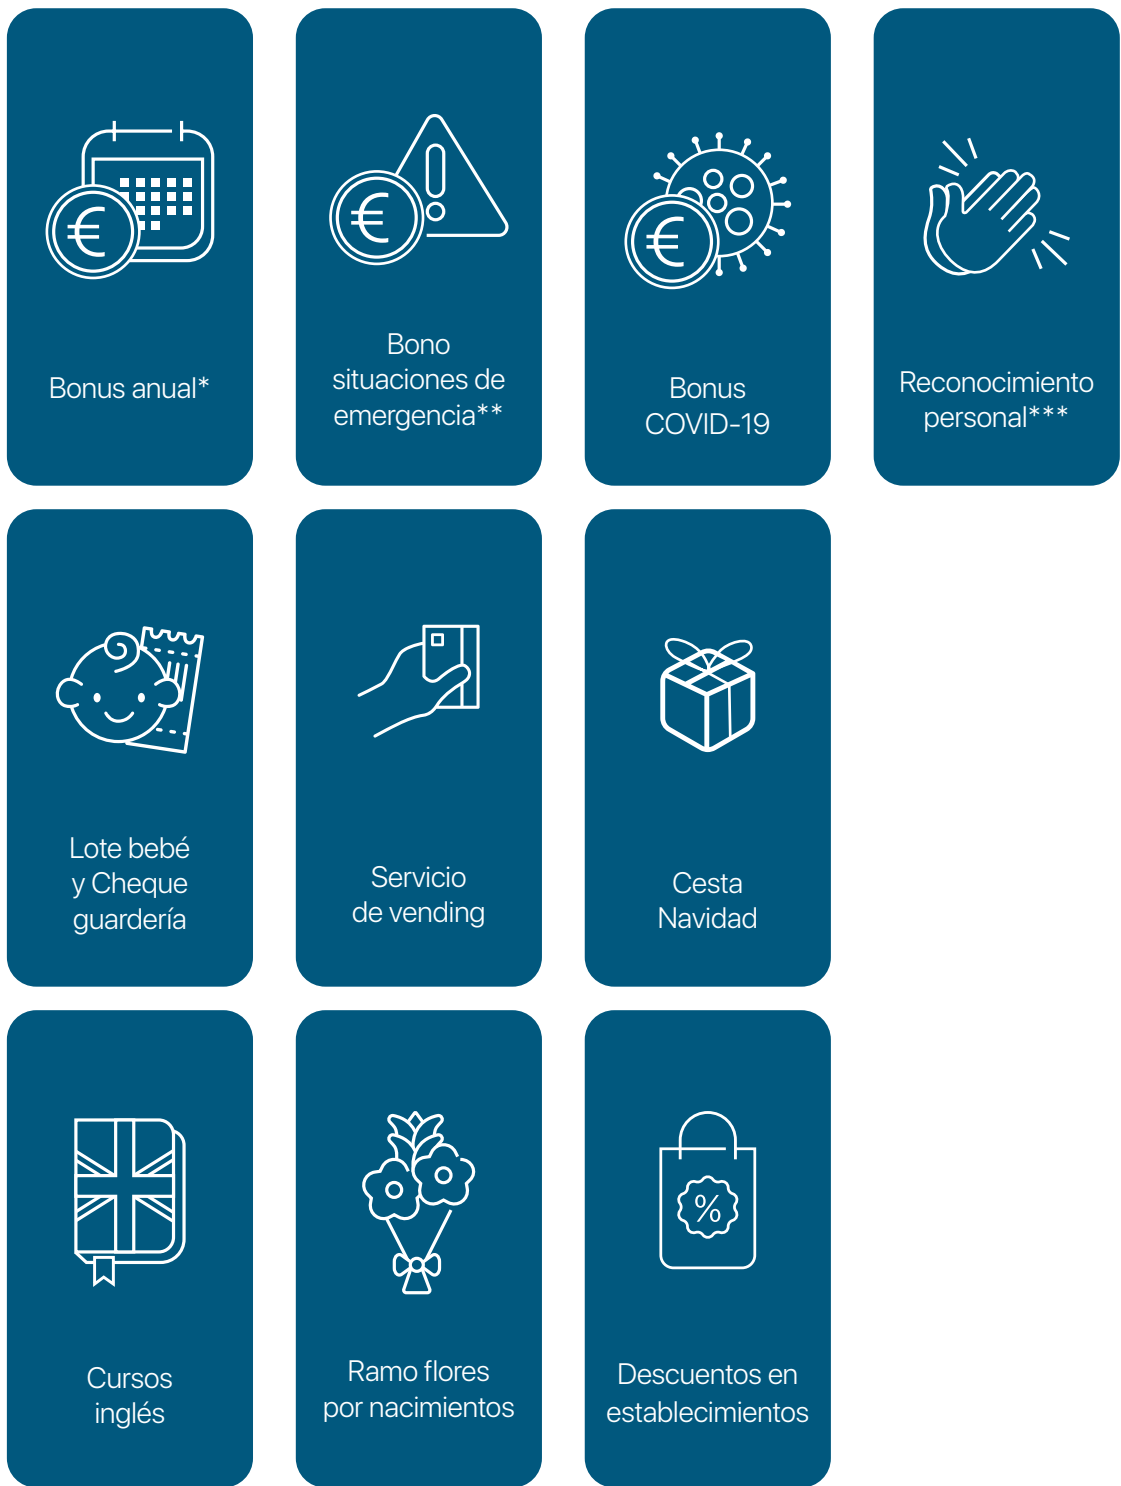 Bonus anual*
Bono
situaciones de
emergencia**
Bonus
COVID-19
Reconocimiento
personal***
Lote bebé
y Cheque
guardería
Servicio
de vending
Cesta
Navidad
Cursos
inglés
Ramo flores
por nacimientos
%
Descuentos en
establecimientos